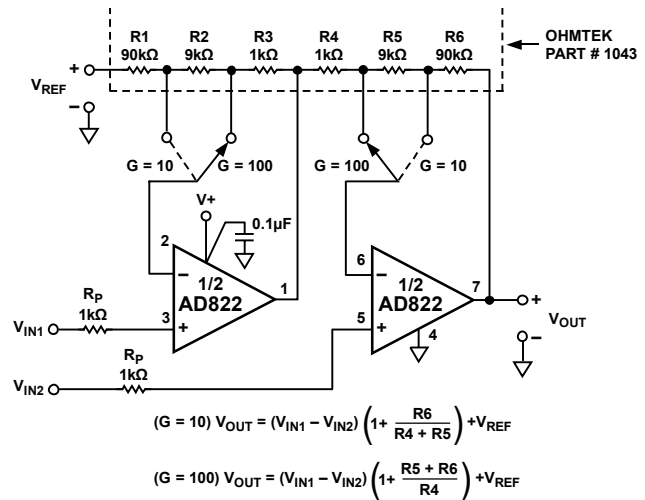 R1 R2 R3 R4 R5 R6
90kΩ 9kΩ 1kΩ 1kΩ 9kΩ 90kΩ
OHMTEK
PART # 1043
+
VREF
–
G = 10 G = 100 G = 100 G = 10
V+
0.1µF
2
–
1/2
AD822
1
3
+
6
–
1/2
AD822
7
5
+
4
RP
1kΩ
VIN1
RP
1kΩ
VIN2
+
VOUT
–
(G = 10) VOUT = (VIN1 – VIN2) (1+ R6 / R4 + R5) +VREF
(G = 100) VOUT = (VIN1 – VIN2) (1+ R5 + R6 / R4) +VREF